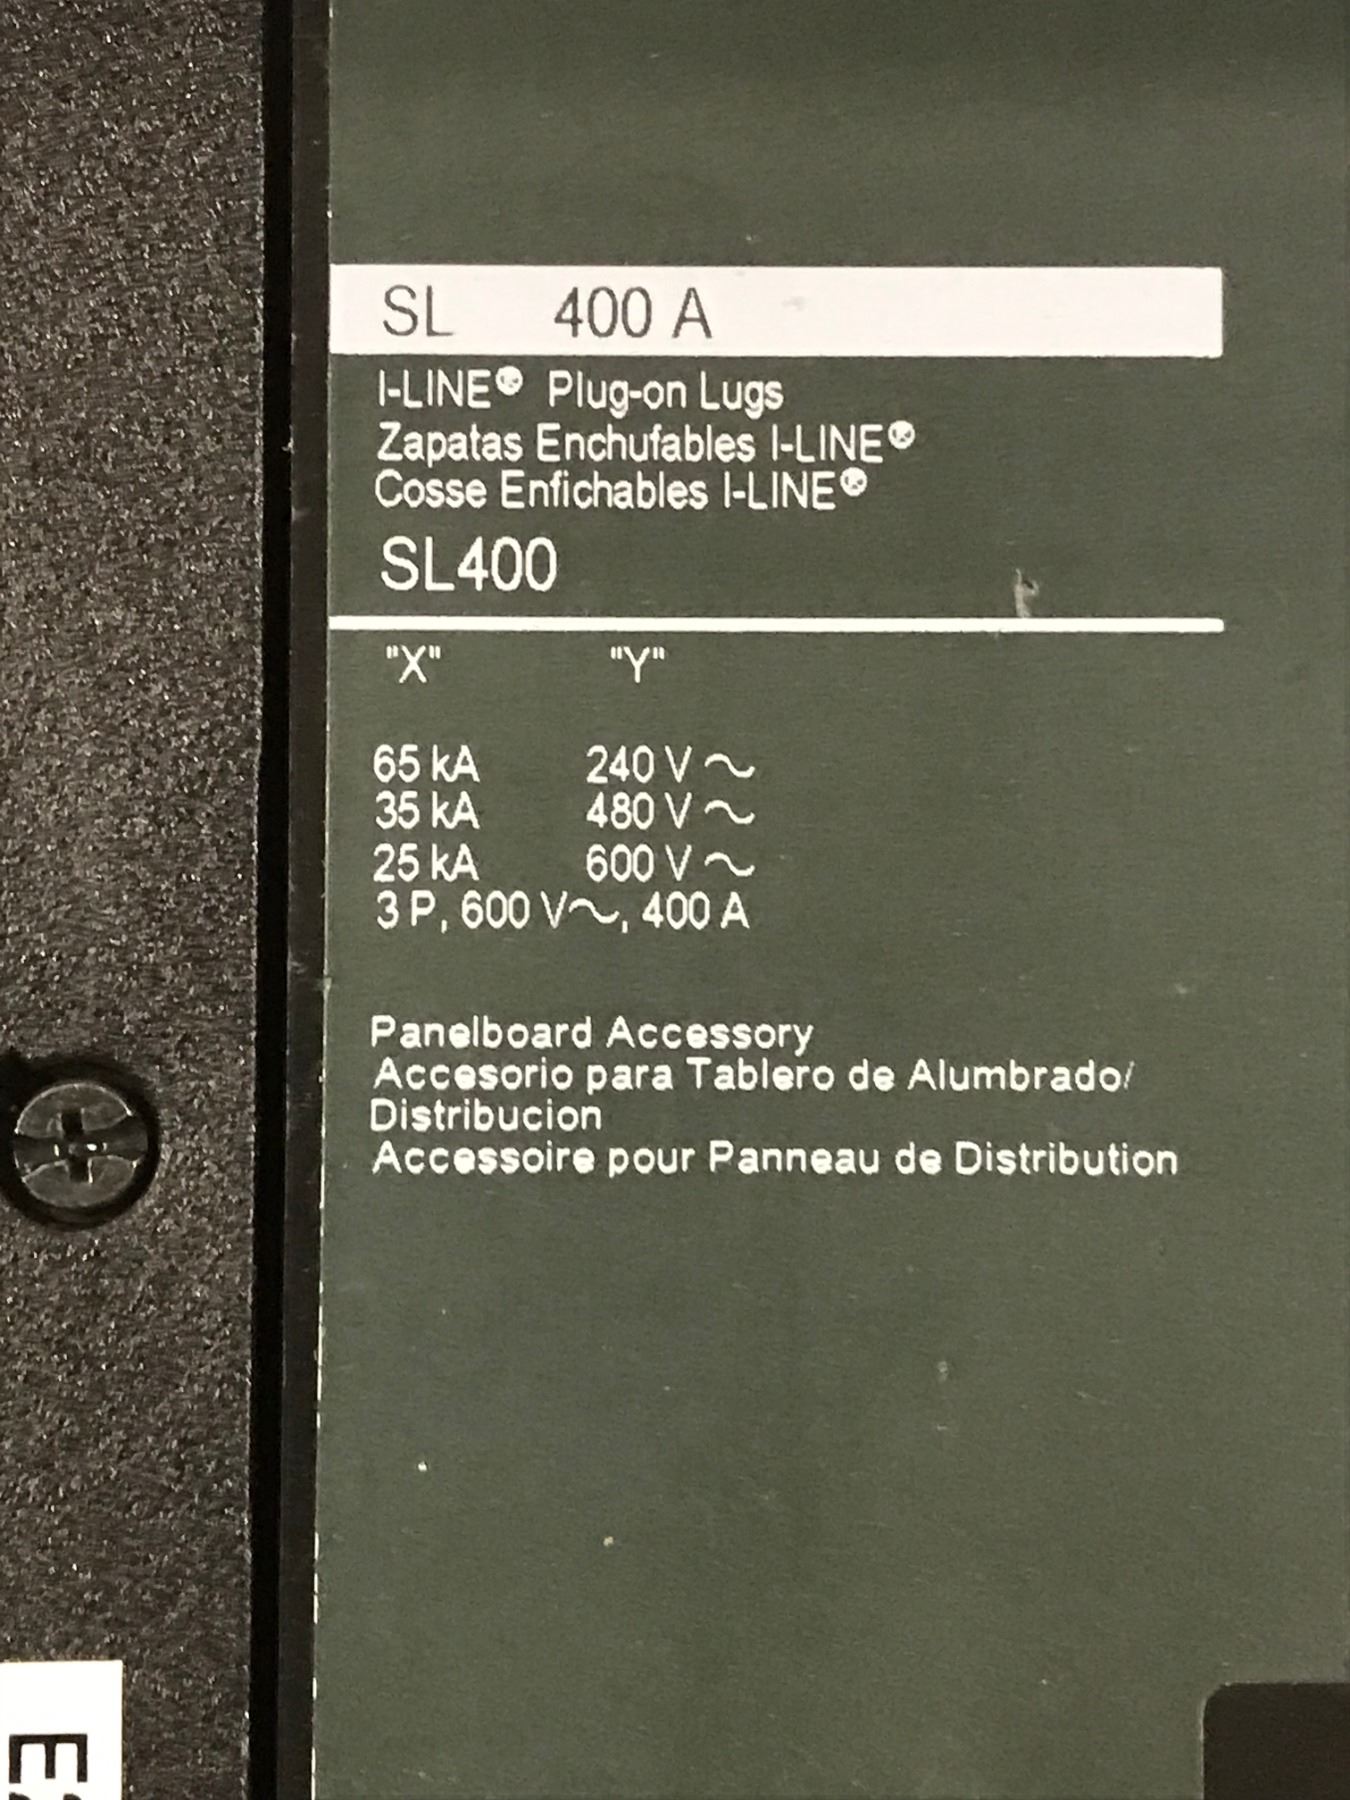 SL 400 A
I-LINE® Plug-on Lugs
Zapatas Enchufables I-LINE®
Cosse Enfichables I-LINE®
SL400
"X" "Y"
65 kA 240 V ~
35 kA 480 V ~
25 kA 600 V ~
3 P, 600 V~, 400 A
Panelboard Accessory
Accesorio para Tablero de Alumbrado/
Distribucion
Accessoire pour Panneau de Distribution